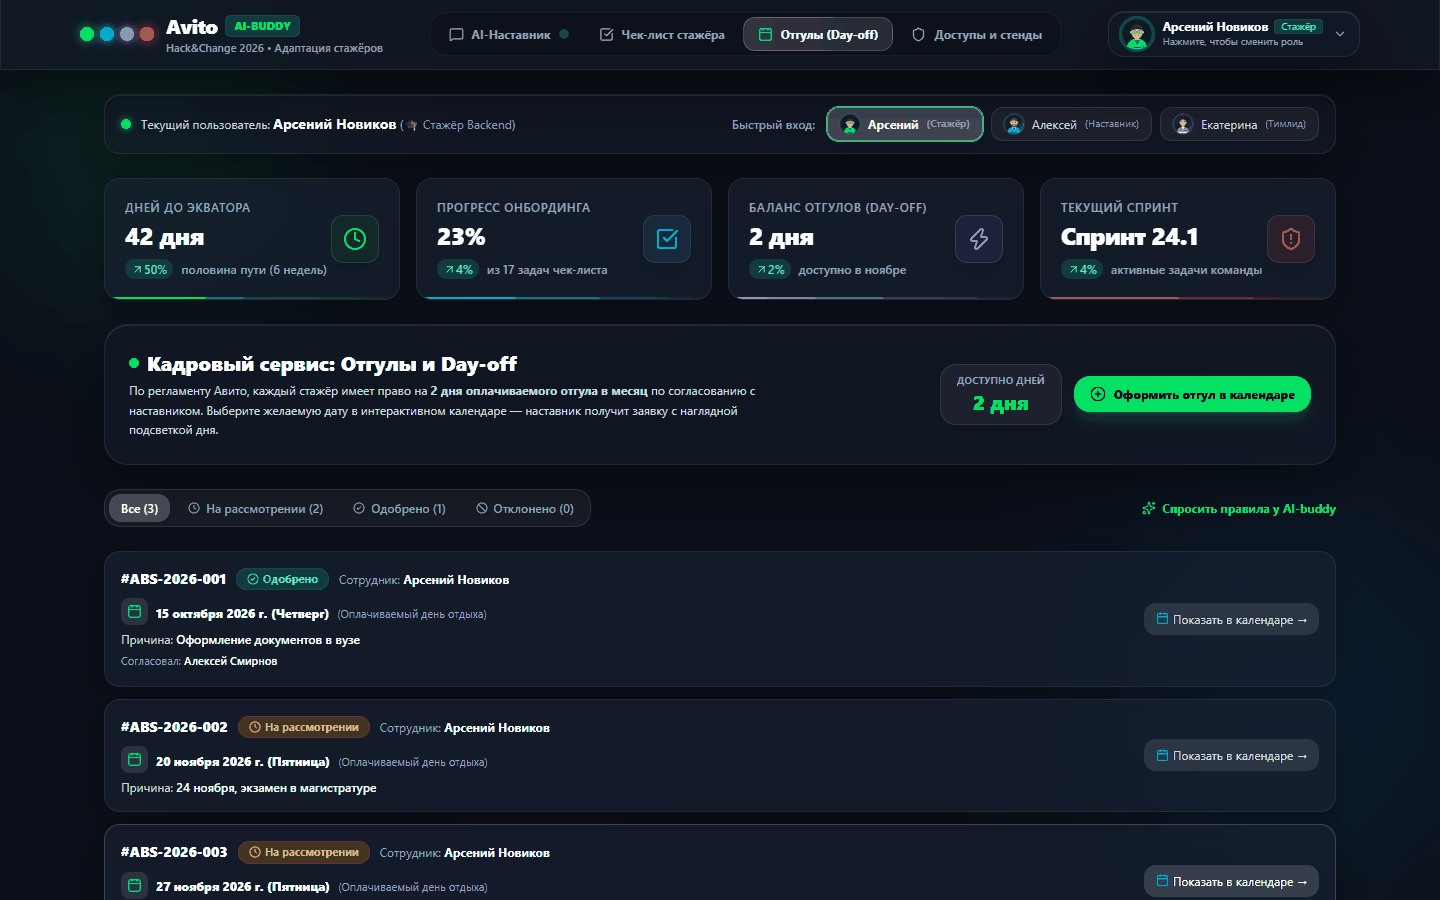 Avito AI-BUDDY
Hack&Change 2026 • Адаптация стажёров
AI-Наставник
Чек-лист стажёра
Отгулы (Day-off)
Доступы и стенды
Арсений Новиков Стажёр
Нажмите, чтобы сменить роль
Текущий пользователь: Арсений Новиков (🎓 Стажёр Backend)
Быстрый вход:
Арсений (Стажёр)
Алексей (Наставник)
Екатерина (Тимлид)
ДНЕЙ ДО ЭКВАТОРА
42 дня
50% половина пути (6 недель)
ПРОГРЕСС ОНБОРДИНГА
23%
4% из 17 задач чек-листа
БАЛАНС ОТГУЛОВ (DAY-OFF)
2 дня
2% доступно в ноябре
ТЕКУЩИЙ СПРИНТ
Спринт 24.1
4% активные задачи команды
Кадровый сервис: Отгулы и Day-off
По регламенту Авито, каждый стажёр имеет право на 2 дня оплачиваемого отгула в месяц по согласованию с
наставником. Выберите желаемую дату в интерактивном календаре — наставник получит заявку с наглядной
подсветкой дня.
ДОСТУПНО ДНЕЙ
2 дня
Оформить отгул в календаре
Все (3)
На рассмотрении (2)
Одобрено (1)
Отклонено (0)
Спросить правила у AI-buddy
#ABS-2026-001 Одобрено Сотрудник: Арсений Новиков
15 октября 2026 г. (Четверг) (Оплачиваемый день отдыха)
Причина: Оформление документов в вузе
Согласовал: Алексей Смирнов
Показать в календаре →
#ABS-2026-002 На рассмотрении Сотрудник: Арсений Новиков
20 ноября 2026 г. (Пятница) (Оплачиваемый день отдыха)
Причина: 24 ноября, экзамен в магистратуре
Показать в календаре →
#ABS-2026-003 На рассмотрении Сотрудник: Арсений Новиков
27 ноября 2026 г. (Пятница) (Оплачиваемый день отдыха)
Показать в календаре →